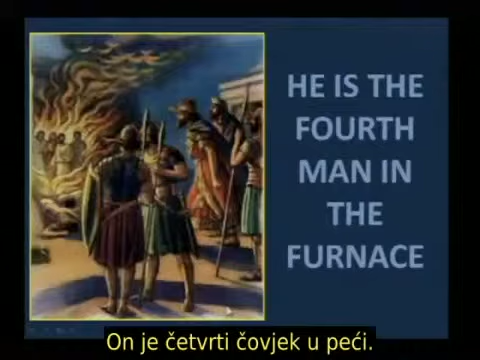 HE IS THE
FOURTH
MAN IN
THE
FURNACE
On je četvrti čovjek u peći.